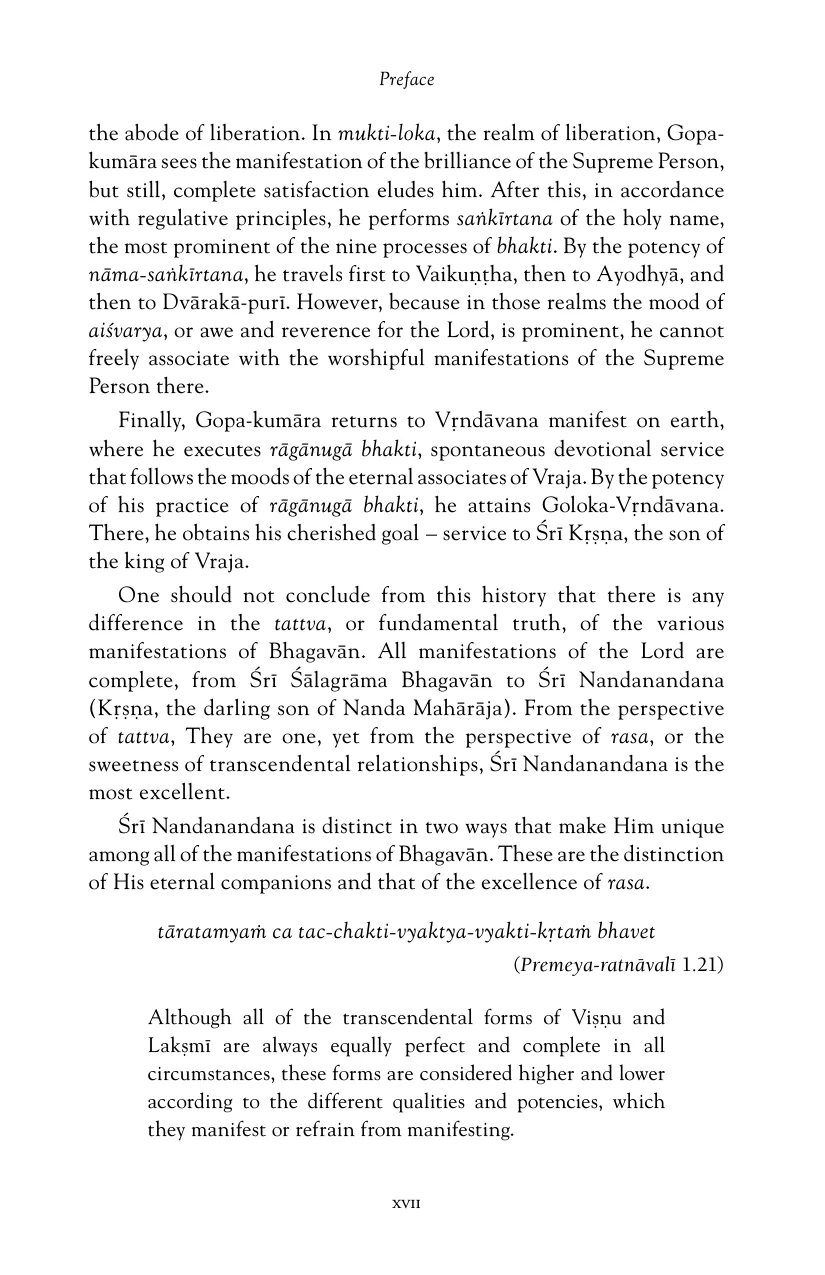 Preface
the abode of liberation. In mukti-loka, the realm of liberation, Gopa-
kumāra sees the manifestation of the brilliance of the Supreme Person,
but still, complete satisfaction eludes him. After this, in accordance
with regulative principles, he performs saṅkīrtana of the holy name,
the most prominent of the nine processes of bhakti. By the potency of
nāma-saṅkīrtana, he travels first to Vaikuṇṭha, then to Ayodhyā, and
then to Dvārakā-purī. However, because in those realms the mood of
aiśvarya, or awe and reverence for the Lord, is prominent, he cannot
freely associate with the worshipful manifestations of the Supreme
Person there.
Finally, Gopa-kumāra returns to Vṛndāvana manifest on earth,
where he executes rāgānugā bhakti, spontaneous devotional service
that follows the moods of the eternal associates of Vraja. By the potency
of his practice of rāgānugā bhakti, he attains Goloka-Vṛndāvana.
There, he obtains his cherished goal – service to Śrī Kṛṣṇa, the son of
the king of Vraja.
One should not conclude from this history that there is any
difference in the tattva, or fundamental truth, of the various
manifestations of Bhagavān. All manifestations of the Lord are
complete, from Śrī Śālagrāma Bhagavān to Śrī Nandanandana
(Kṛṣṇa, the darling son of Nanda Mahārāja). From the perspective
of tattva, They are one, yet from the perspective of rasa, or the
sweetness of transcendental relationships, Śrī Nandanandana is the
most excellent.
Śrī Nandanandana is distinct in two ways that make Him unique
among all of the manifestations of Bhagavān. These are the distinction
of His eternal companions and that of the excellence of rasa.
tāratamyaṁ ca tac-chakti-vyaktya-vyakti-kṛtaṁ bhavet
(Premeya-ratnāvalī 1.21)
Although all of the transcendental forms of Viṣṇu and
Lakṣmī are always equally perfect and complete in all
circumstances, these forms are considered higher and lower
according to the different qualities and potencies, which
they manifest or refrain from manifesting.
XVII